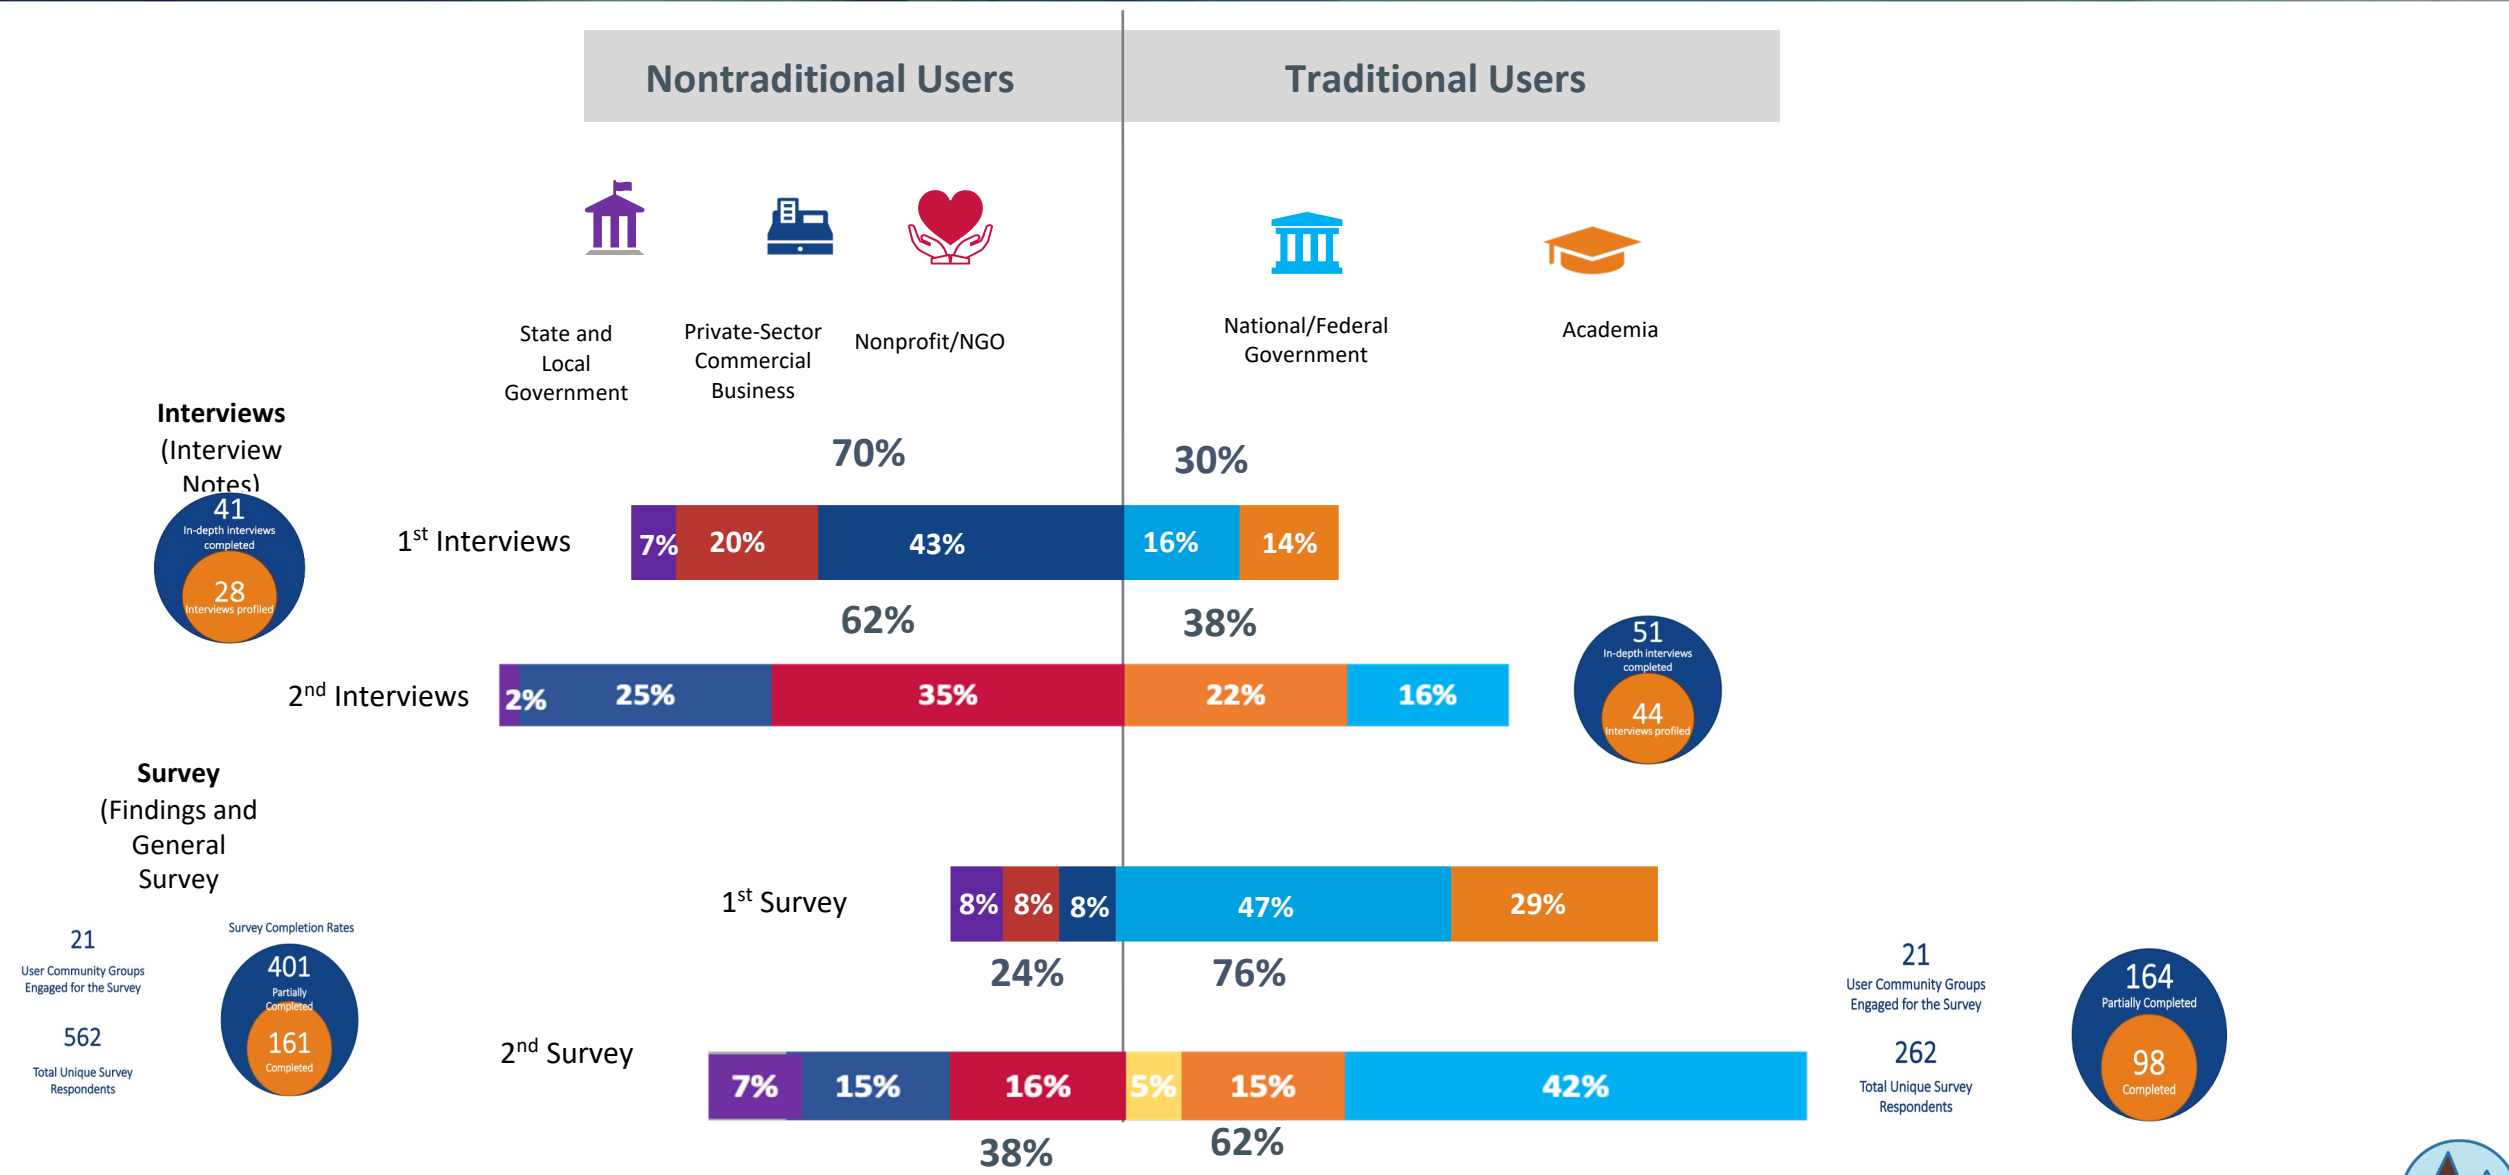 Nontraditional Users
Traditional Users
State and
Local
Government
Private-Sector
Commercial
Business
Nonprofit/NGO
National/Federal
Government
Academia
Interviews
(Interview
Notes)
41
In-depth interviews
completed
28
Interviews profiled
70%
30%
1st Interviews
7%
20%
43%
16%
14%
62%
38%
2nd Interviews
2%
25%
35%
22%
16%
51
In-depth interviews
completed
44
Interviews profiled
Survey
(Findings and
General
Survey
21
User Community Groups
Engaged for the Survey
562
Total Unique Survey
Respondents
Survey Completion Rates
401
Partially
Completed
161
Completed
1st Survey
8%
8%
8%
47%
29%
24%
76%
2nd Survey
7%
15%
16%
5%
15%
42%
38%
62%
21
User Community Groups
Engaged for the Survey
262
Total Unique Survey
Respondents
164
Partially Completed
98
Completed